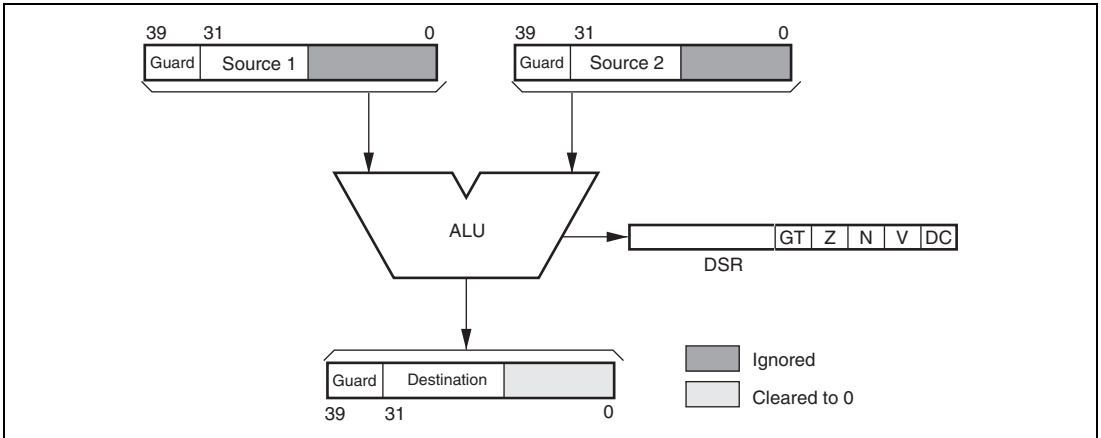 39 31 0
39 31 0
Guard Source 1
Guard Source 2
ALU
GT Z N V DC
DSR
Guard Destination
39 31 0
Ignored
Cleared to 0